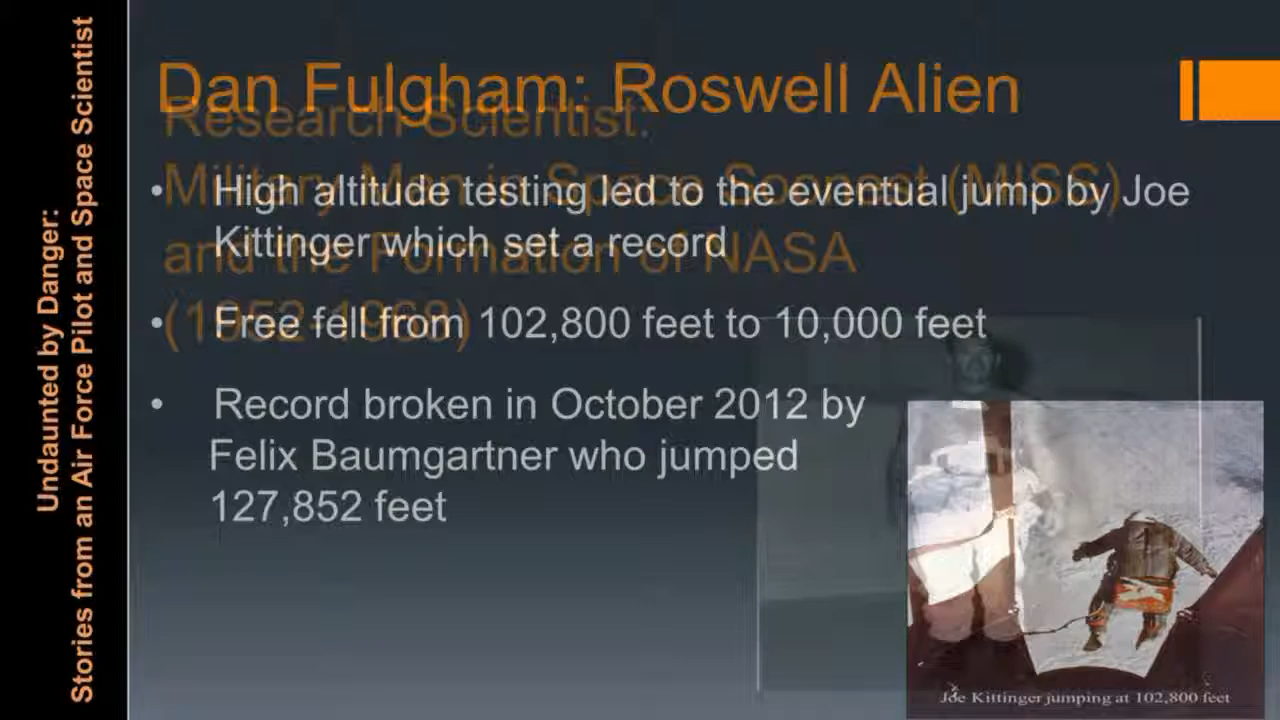 Undaunted by Danger:
Stories from an Air Force Pilot and Space Scientist
Dan Fulgham: Roswell Alien
Research Scientist:
Military Man in Space Soonest (MISS)
and the Formation of NASA
• High altitude testing led to the eventual jump by Joe
Kittinger which set a record
• Free fell from 102,800 feet to 10,000 feet
• Record broken in October 2012 by
Felix Baumgartner who jumped
127,852 feet
Joe Kittinger jumping at 102,800 feet